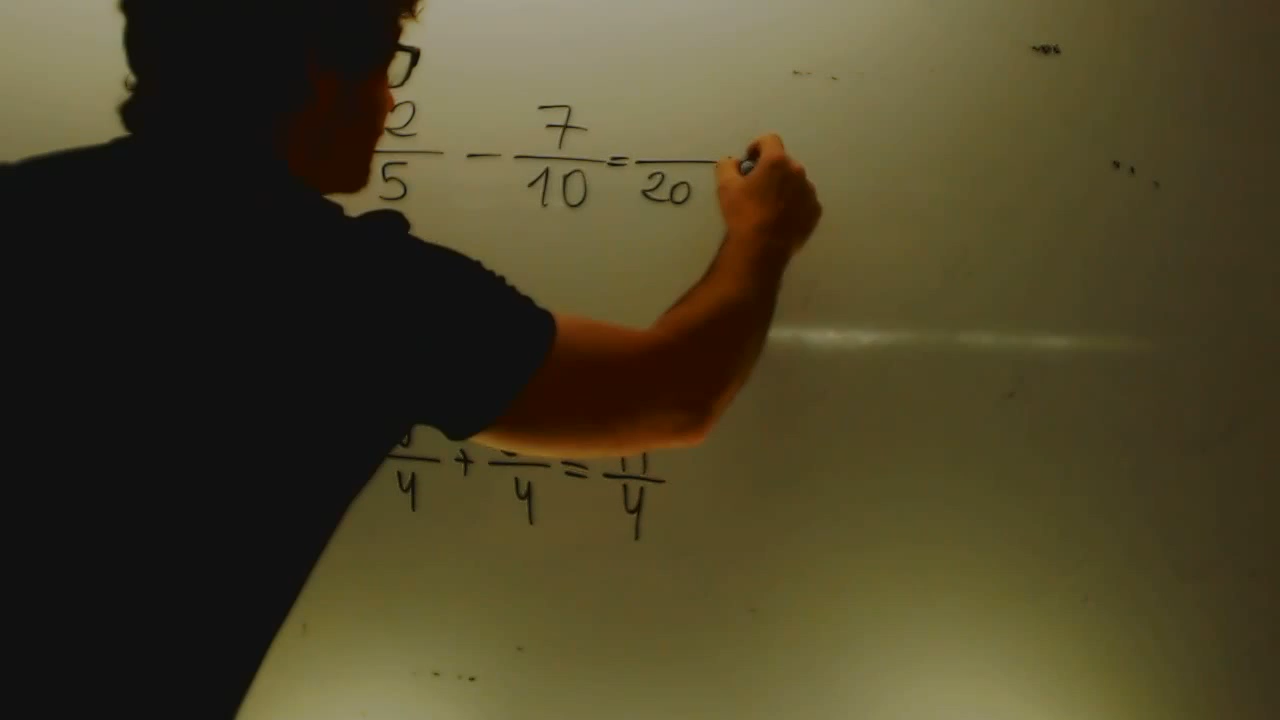 2/5 - 7/10 = /20
/4 + /4 = 11/4